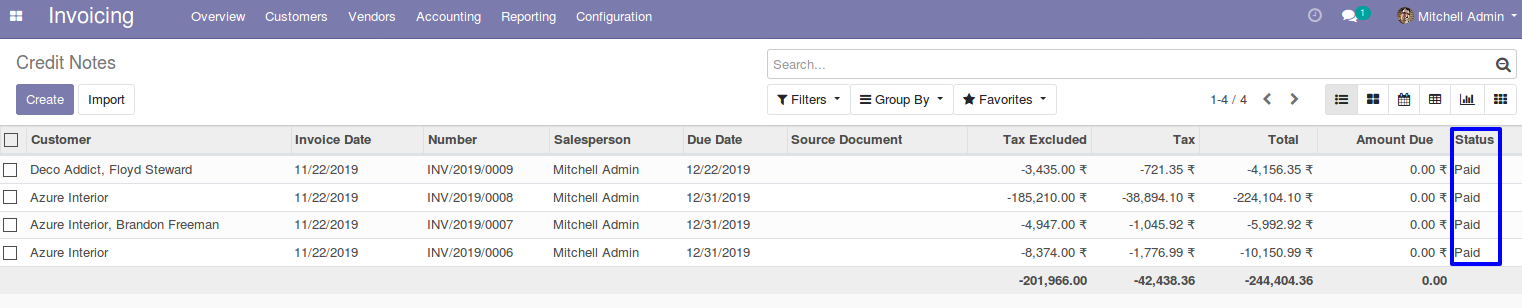 Invoicing Overview Customers Vendors Accounting Reporting Configuration 1 Mitchell Admin
Credit Notes Search...
Create Import Filters Group By Favorites 1-4 / 4
Customer Invoice Date Number Salesperson Due Date Source Document Tax Excluded Tax Total Amount Due Status
Deco Addict, Floyd Steward 11/22/2019 INV/2019/0009 Mitchell Admin 12/22/2019 -3,435.00 ₹ -721.35 ₹ -4,156.35 ₹ 0.00 ₹ Paid
Azure Interior 11/22/2019 INV/2019/0008 Mitchell Admin 12/31/2019 -185,210.00 ₹ -38,894.10 ₹ -224,104.10 ₹ 0.00 ₹ Paid
Azure Interior, Brandon Freeman 11/22/2019 INV/2019/0007 Mitchell Admin 12/31/2019 -4,947.00 ₹ -1,045.92 ₹ -5,992.92 ₹ 0.00 ₹ Paid
Azure Interior 11/22/2019 INV/2019/0006 Mitchell Admin 12/31/2019 -8,374.00 ₹ -1,776.99 ₹ -10,150.99 ₹ 0.00 ₹ Paid
-201,966.00 -42,438.36 -244,404.36 0.00